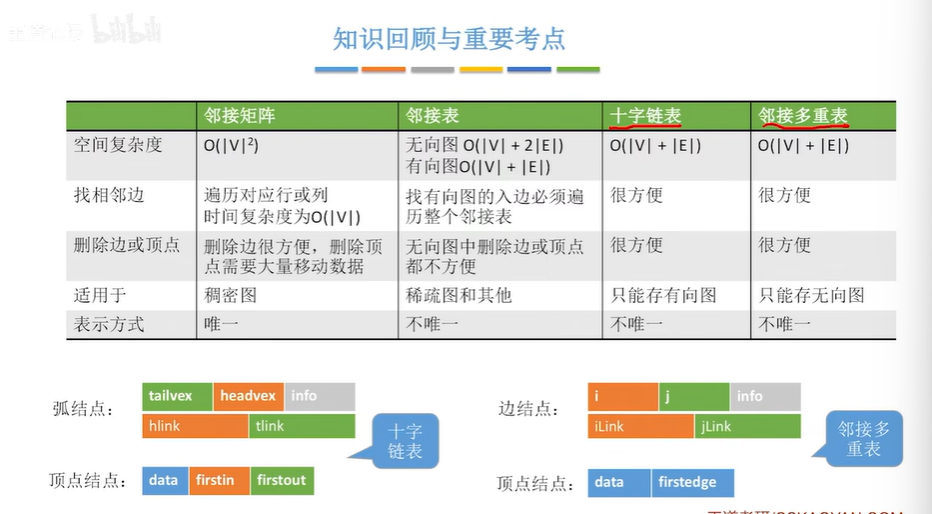 知识回顾与重要考点
邻接矩阵 邻接表 十字链表 邻接多重表
空间复杂度 O(|V|²) 无向图 O(|V| + 2|E|) O(|V| + |E|) O(|V| + |E|)
有向图O(|V| + |E|)
找相邻边 遍历对应行或列 找有向图的入边必须遍 很方便 很方便
时间复杂度为O(|V|) 历整个邻接表
删除边或顶点 删除边很方便，删除顶 无向图中删除边或顶点 很方便 很方便
点需要大量移动数据 都不方便
适用于 稠密图 稀疏图和其他 只能存有向图 只能存无向图
表示方式 唯一 不唯一 不唯一 不唯一
弧结点： tailvex headvex info
hlink tlink
十字
链表
顶点结点： data firstin firstout
边结点： i j info
iLink jLink
邻接多
重表
顶点结点： data firstedge